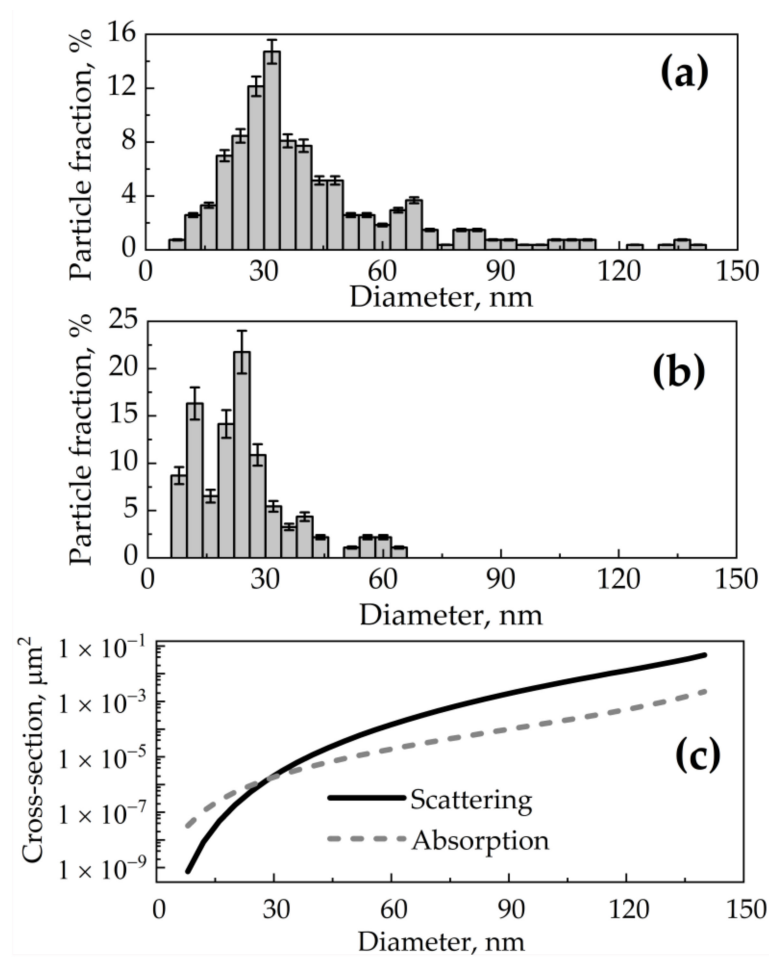 Particle fraction, %
16
12
8
4
0
(a)
0 30 60 90 120 150
Diameter, nm
Particle fraction, %
25
20
15
10
5
0
(b)
0 30 60 90 120 150
Diameter, nm
Cross-section, μm²
1 × 10⁻¹
1 × 10⁻³
1 × 10⁻⁵
1 × 10⁻⁷
1 × 10⁻⁹
(c)
Scattering
Absorption
0 30 60 90 120 150
Diameter, nm